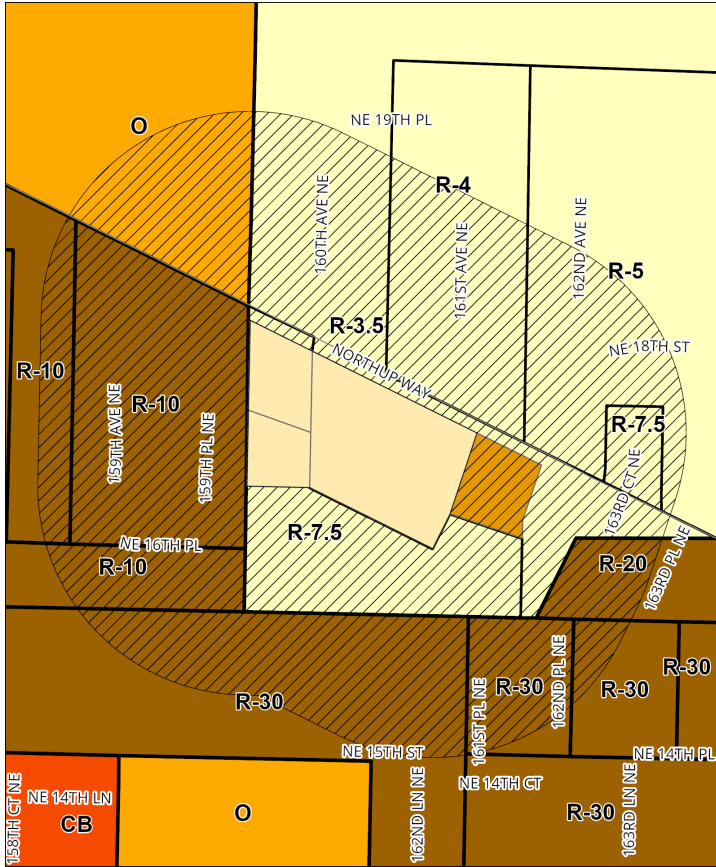 O
NE 19TH PL
R-4
160TH AVE NE
161ST AVE NE
162ND AVE NE
R-5
R-3.5
NORTHUP WAY
NE 18TH ST
R-10
R-10
159TH AVE NE
159TH PL NE
R-7.5
163RD CT NE
R-7.5
NE 16TH PL
R-10
R-20
163RD PL NE
R-30
R-30
162ND PL NE
R-30
R-30
161ST PL NE
NE 15TH ST
NE 14TH PL
158TH CT NE
NE 14TH LN
CB
O
162ND LN NE
NE 14TH CT
R-30
163RD LN NE